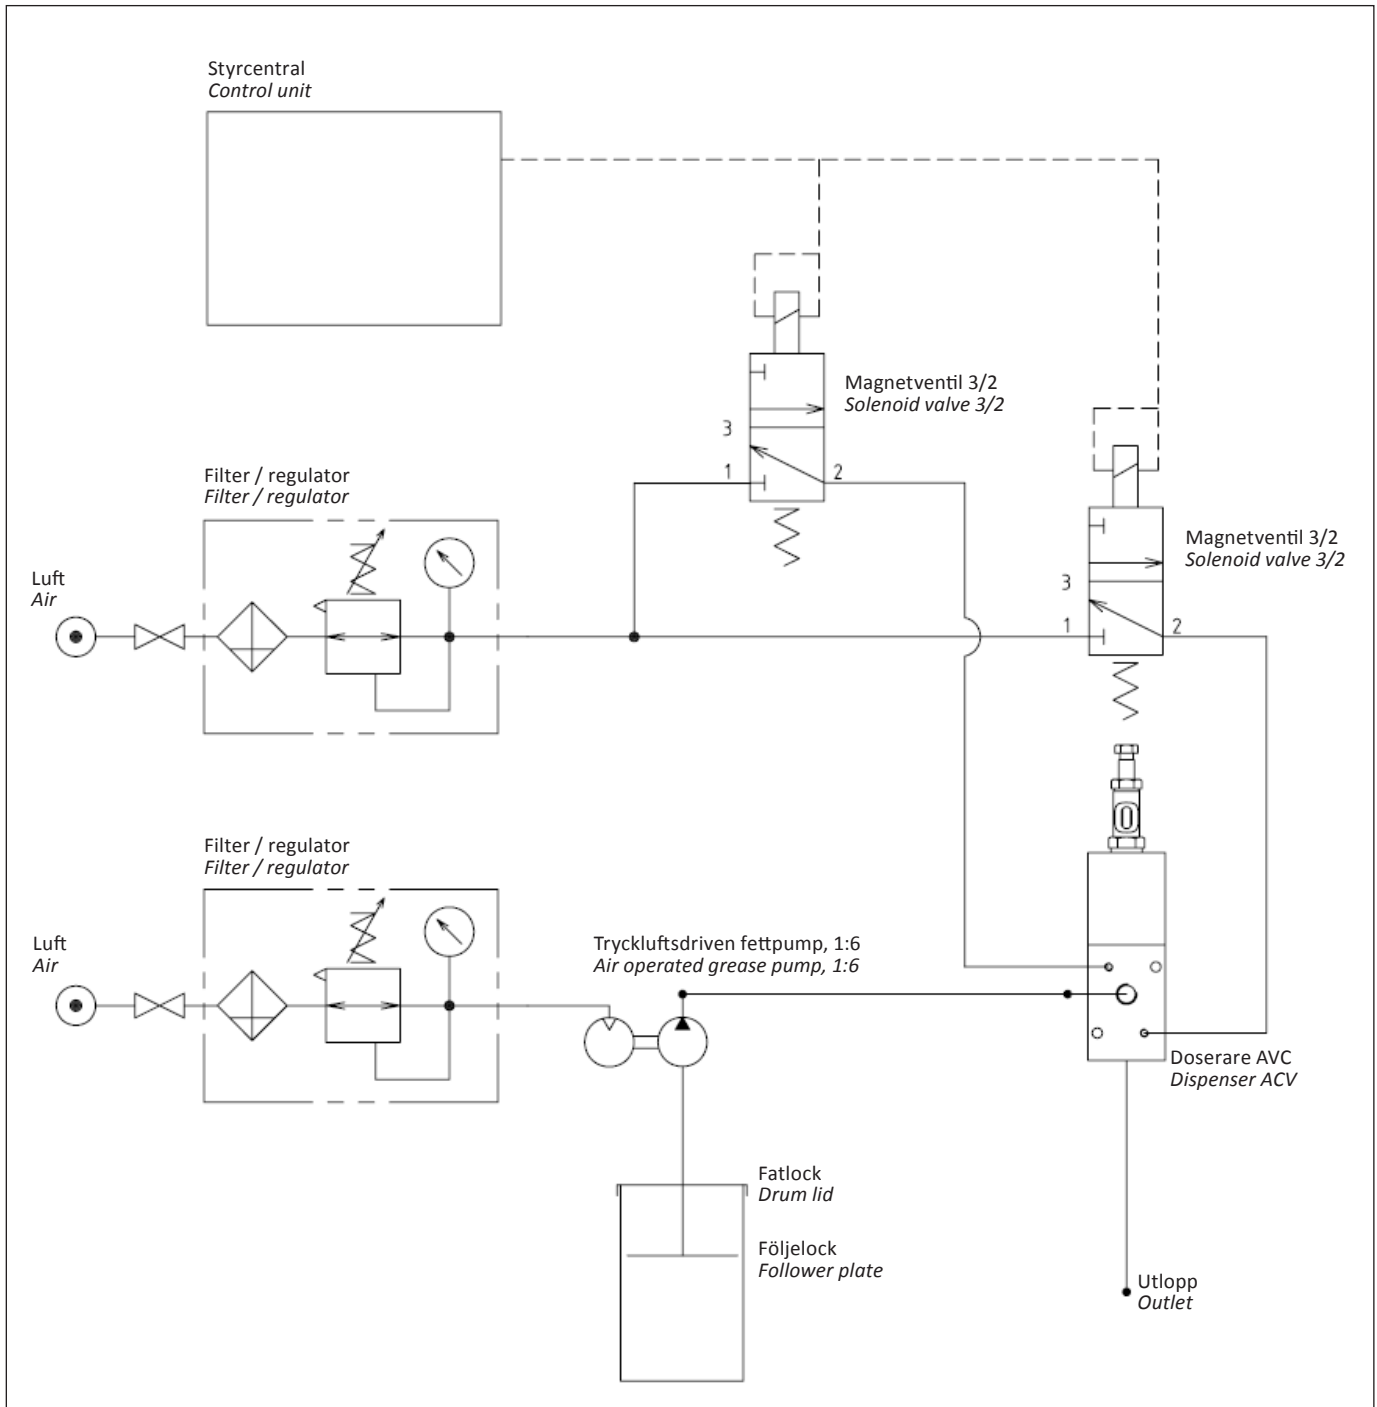 Styrcentral
Control unit
Magnetventil 3/2
Solenoid valve 3/2
3
1
2
Filter / regulator
Filter / regulator
Magnetventil 3/2
Solenoid valve 3/2
3
1
2
Luft
Air
Filter / regulator
Filter / regulator
Luft
Air
Tryckluftsdriven fettpump, 1:6
Air operated grease pump, 1:6
Doserare AVC
Dispenser ACV
Fatlock
Drum lid
Följelock
Follower plate
Utlopp
Outlet